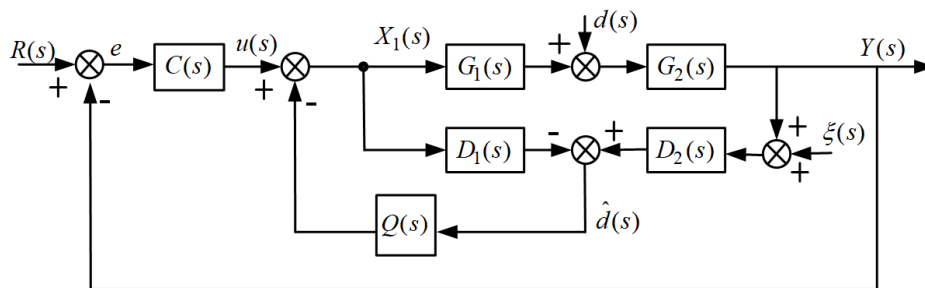 R(s) + - e C(s) u(s) + - X₁(s) G₁(s) + d(s) G₂(s) Y(s)
D₁(s) - + D₂(s) + + ξ(s)
Q(s) d̂(s)